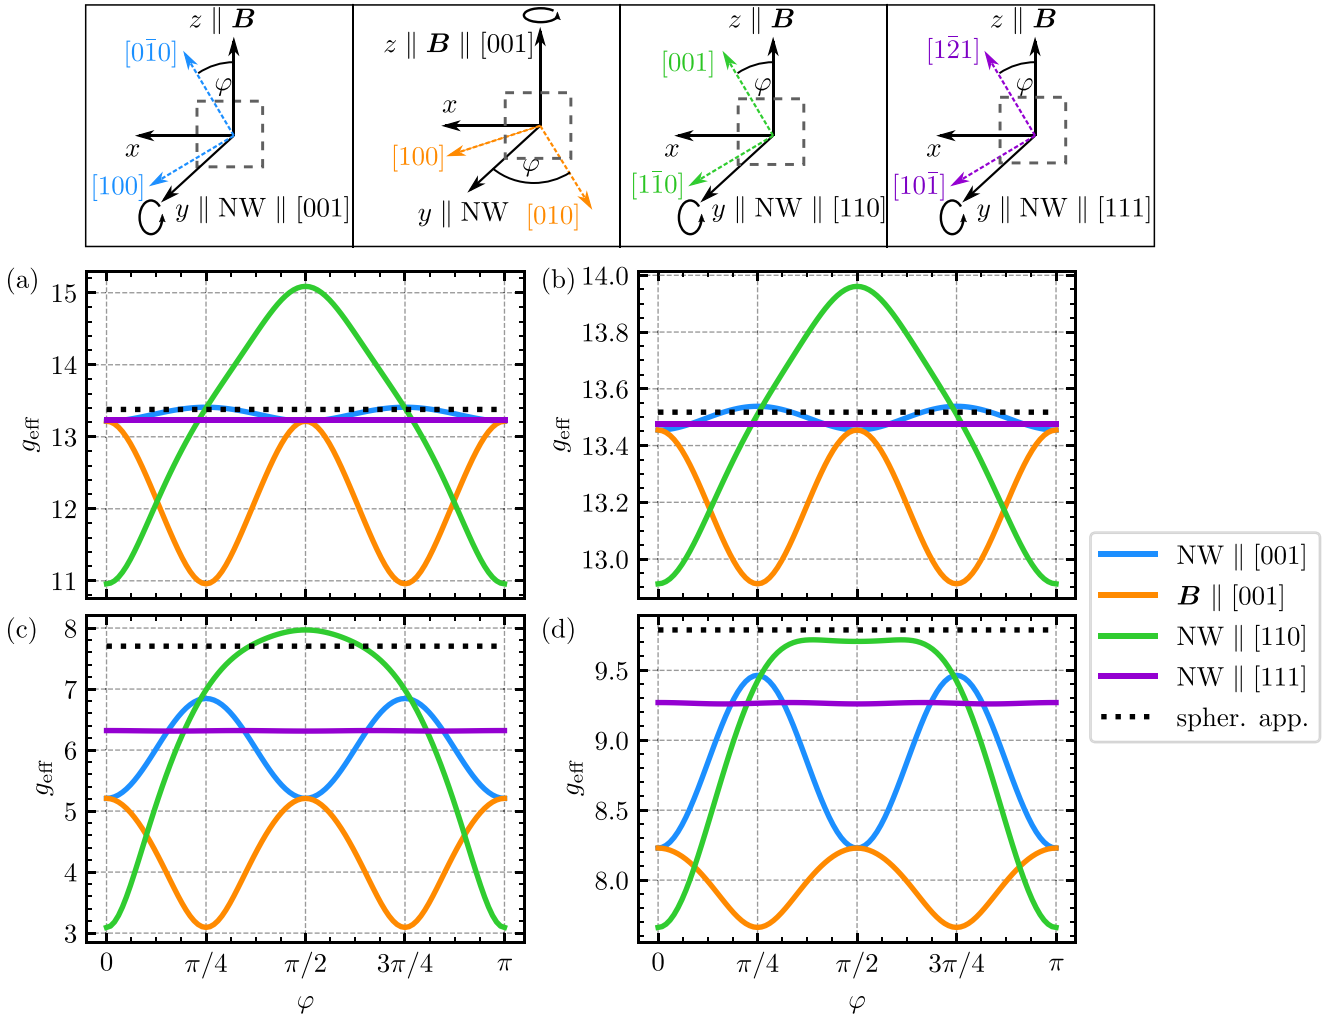 z ∥ B
[01̄0]
φ
x
[100]
y ∥ NW ∥ [001]
z ∥ B ∥ [001]
x
[100]
φ
y ∥ NW
[010]
z ∥ B
[001]
φ
x
[11̄0]
y ∥ NW ∥ [110]
z ∥ B
[12̄1]
φ
x
[101̄]
y ∥ NW ∥ [111]
(a)
15
14
13
12
11
g_eff
(b)
14.0
13.8
13.6
13.4
13.2
13.0
g_eff
(c)
8
7
6
5
4
3
g_eff
0 π/4 π/2 3π/4 π
φ
(d)
9.5
9.0
8.5
8.0
g_eff
0 π/4 π/2 3π/4 π
φ
NW ∥ [001]
B ∥ [001]
NW ∥ [110]
NW ∥ [111]
spher. app.